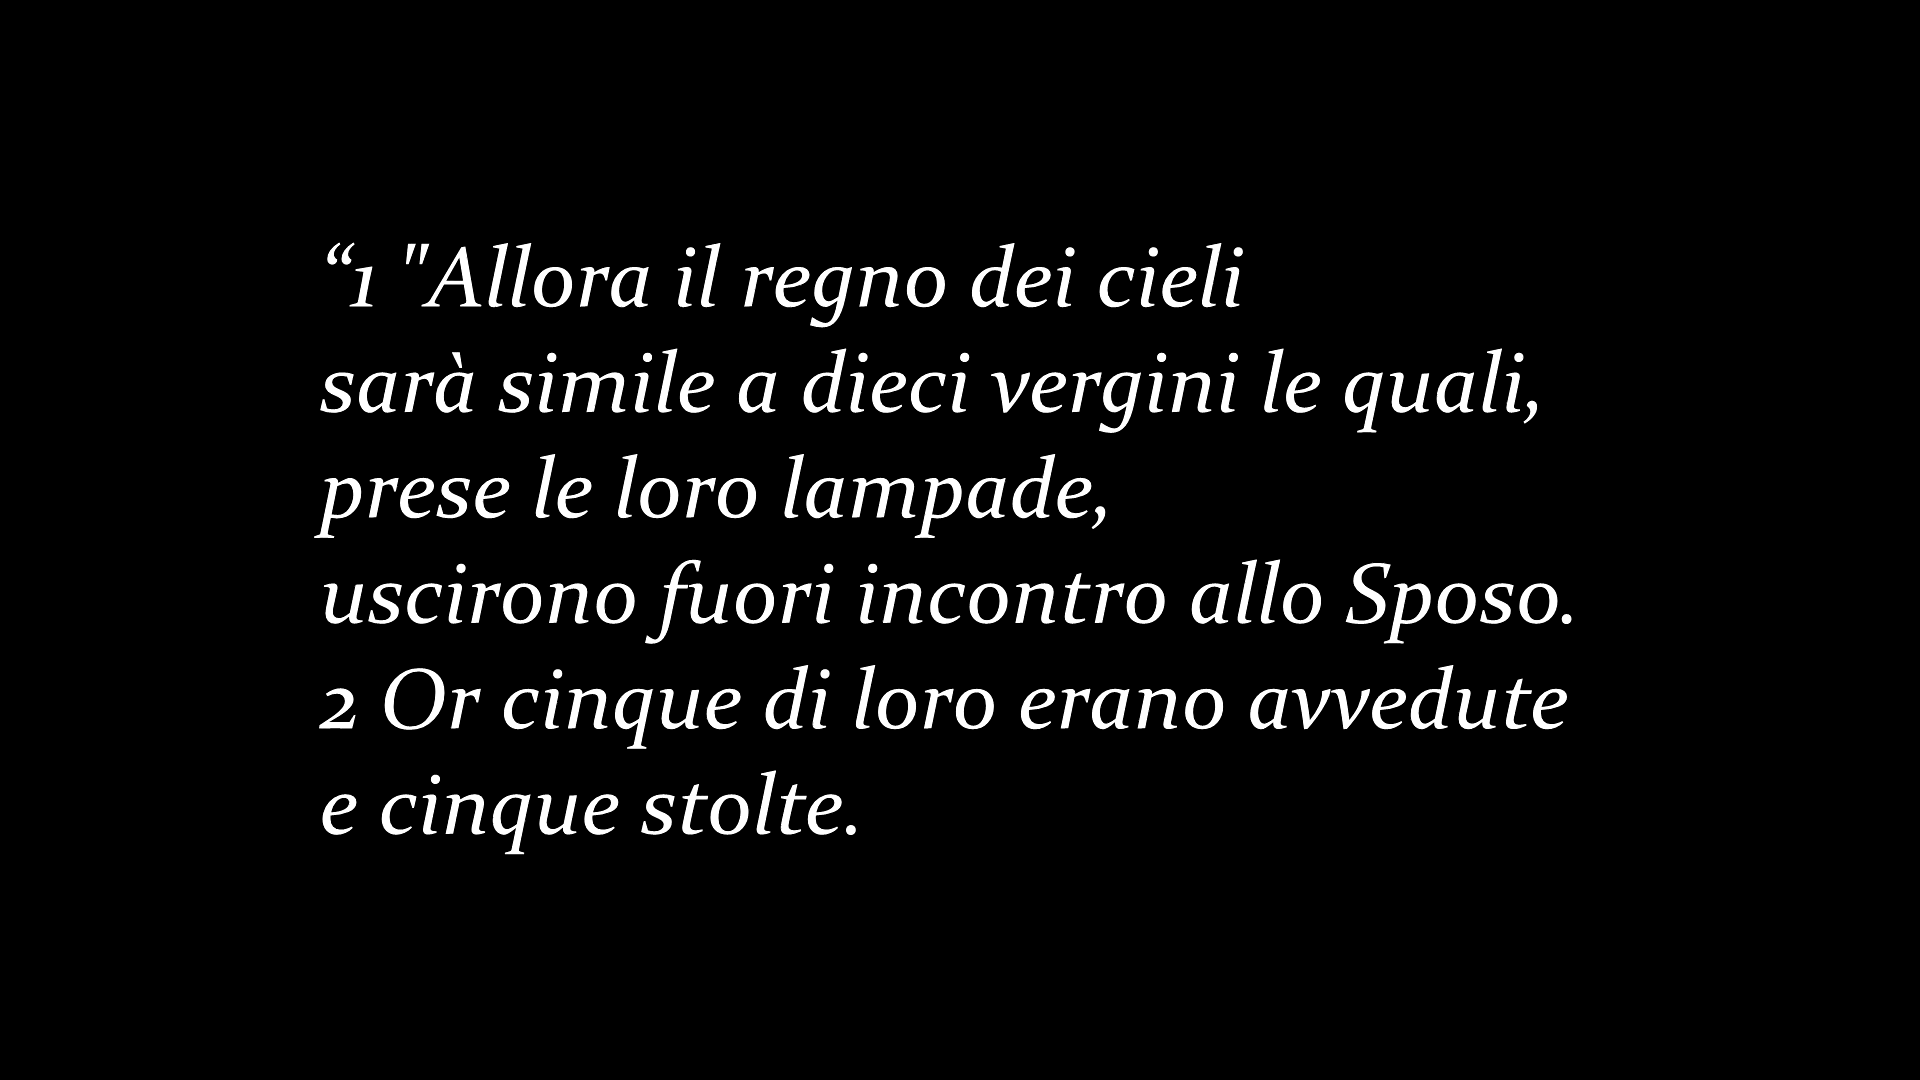 “1 "Allora il regno dei cieli
sarà simile a dieci vergini le quali,
prese le loro lampade,
uscirono fuori incontro allo Sposo.
2 Or cinque di loro erano avvedute
e cinque stolte.